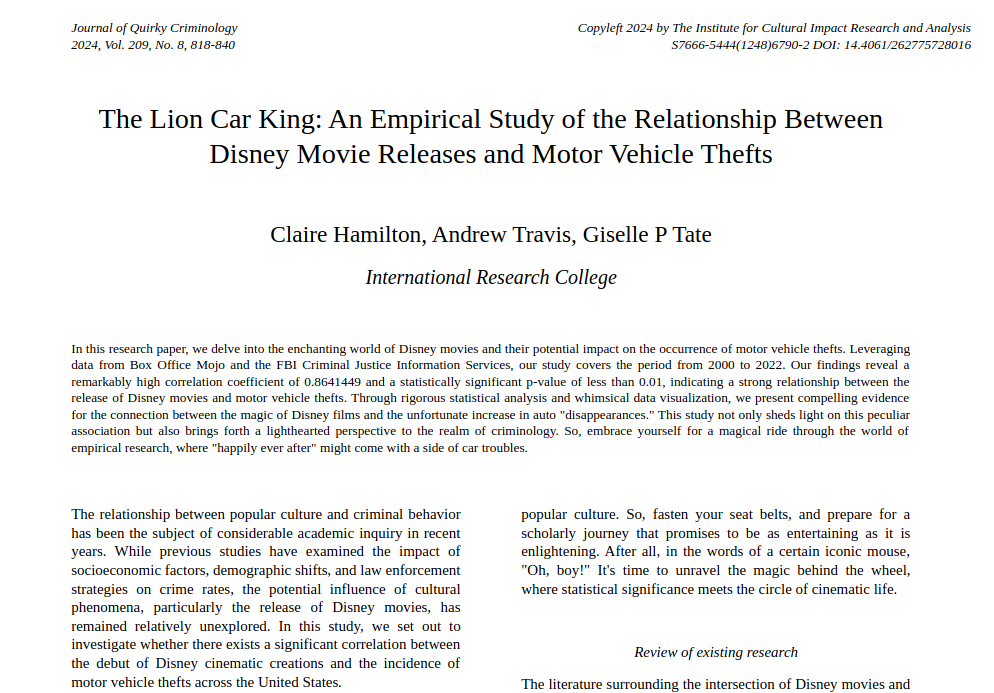 Journal of Quirky Criminology
2024, Vol. 209, No. 8, 818-840
Copyleft 2024 by The Institute for Cultural Impact Research and Analysis
S7666-5444(1248)6790-2 DOI: 14.4061/262775728016
The Lion Car King: An Empirical Study of the Relationship Between
Disney Movie Releases and Motor Vehicle Thefts
Claire Hamilton, Andrew Travis, Giselle P Tate
International Research College
In this research paper, we delve into the enchanting world of Disney movies and their potential impact on the occurrence of motor vehicle thefts. Leveraging
data from Box Office Mojo and the FBI Criminal Justice Information Services, our study covers the period from 2000 to 2022. Our findings reveal a
remarkably high correlation coefficient of 0.8641449 and a statistically significant p-value of less than 0.01, indicating a strong relationship between the
release of Disney movies and motor vehicle thefts. Through rigorous statistical analysis and whimsical data visualization, we present compelling evidence
for the connection between the magic of Disney films and the unfortunate increase in auto "disappearances." This study not only sheds light on this peculiar
association but also brings forth a lighthearted perspective to the realm of criminology. So, embrace yourself for a magical ride through the world of
empirical research, where "happily ever after" might come with a side of car troubles.
The relationship between popular culture and criminal behavior
has been the subject of considerable academic inquiry in recent
years. While previous studies have examined the impact of
socioeconomic factors, demographic shifts, and law enforcement
strategies on crime rates, the potential influence of cultural
phenomena, particularly the release of Disney movies, has
remained relatively unexplored. In this study, we set out to
investigate whether there exists a significant correlation between
the debut of Disney cinematic creations and the incidence of
motor vehicle thefts across the United States.
popular culture. So, fasten your seat belts, and prepare for a
scholarly journey that promises to be as entertaining as it is
enlightening. After all, in the words of a certain iconic mouse,
"Oh, boy!" It's time to unravel the magic behind the wheel,
where statistical significance meets the circle of cinematic life.
Review of existing research
The literature surrounding the intersection of Disney movies and